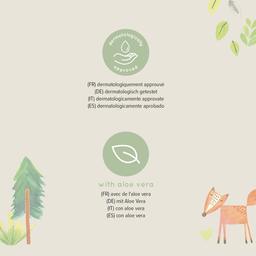 dermatologically
approved
(FR) dermatologiquement approuvé
(DE) dermatologisch getestet
(IT) dermatologicamente approvate
(ES) dermatologicamente aprobado
with aloe vera
(FR) avec de l'aloe vera
(DE) mit Aloe Vera
(IT) con aloe vera
(ES) con aloe vera